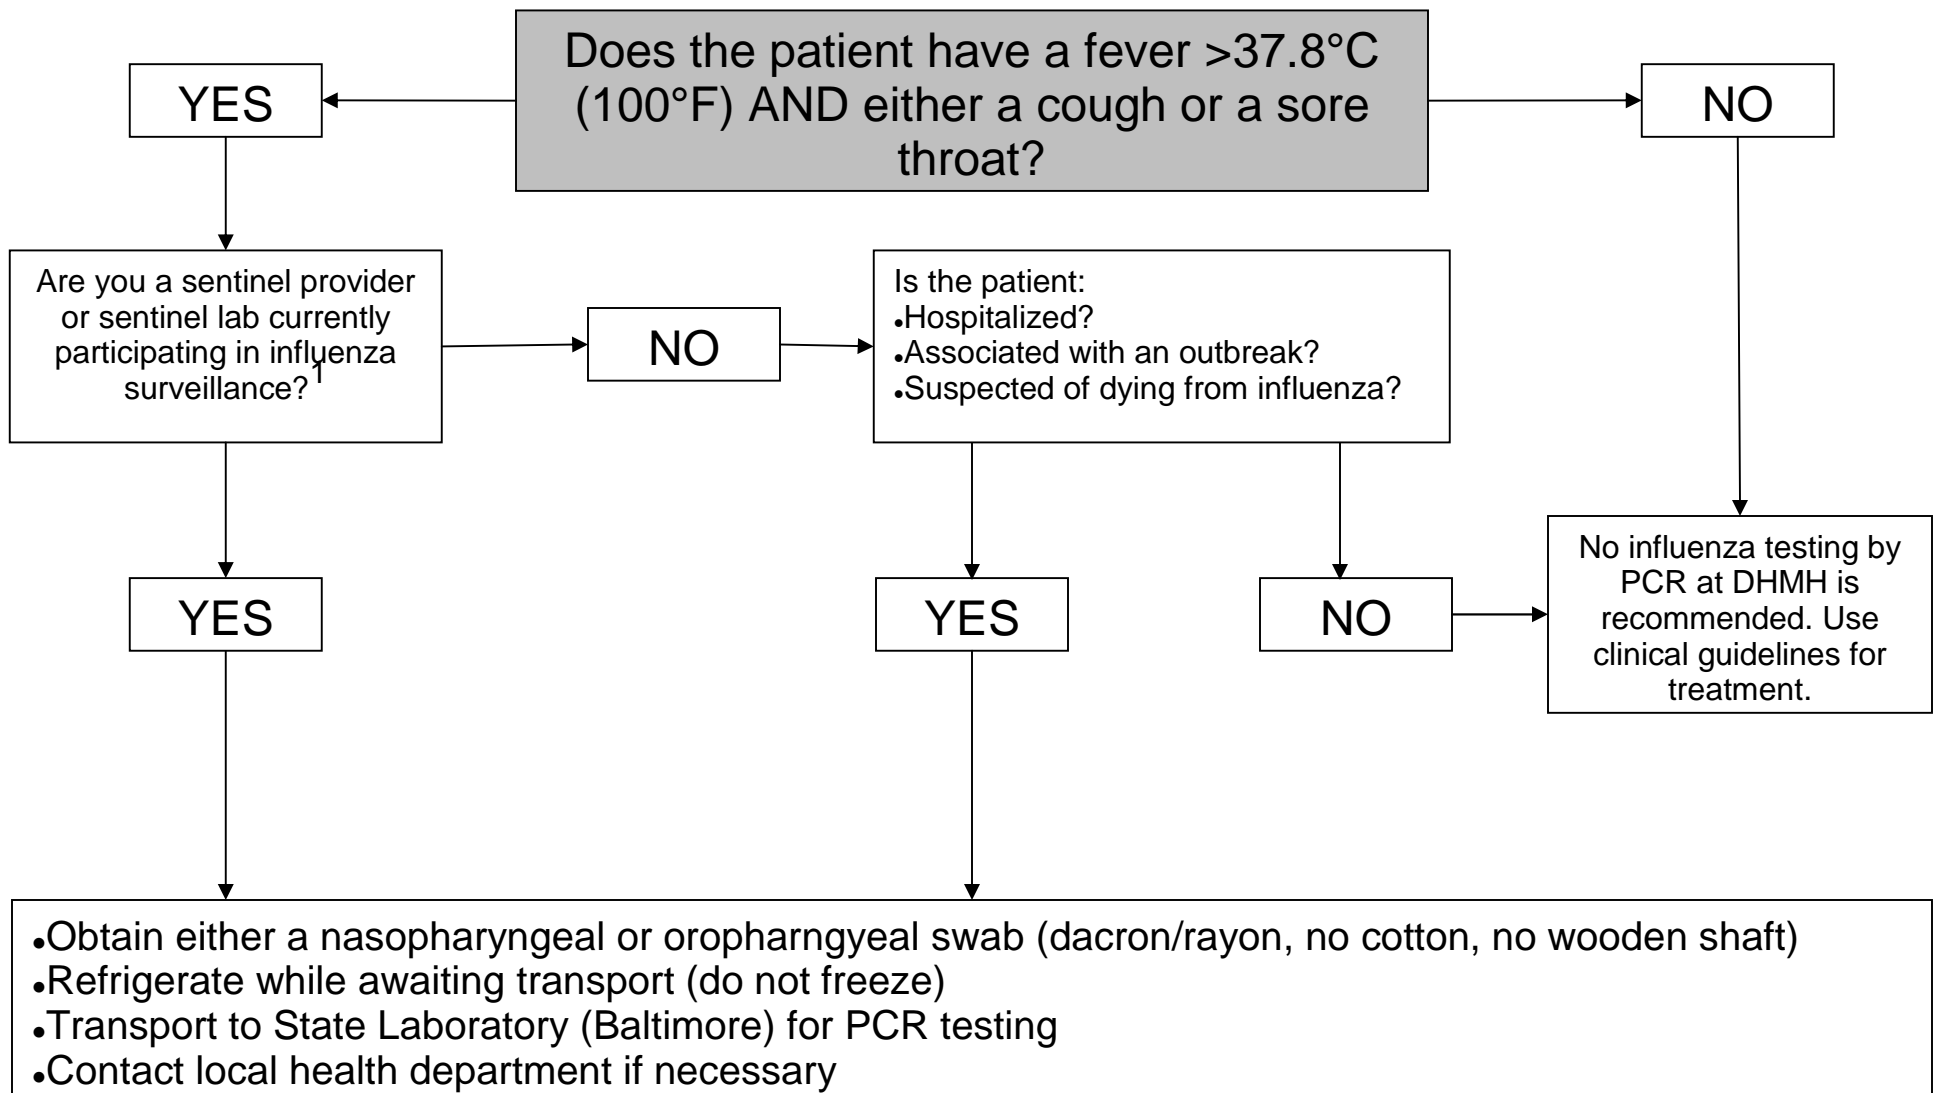 Does the patient have a fever >37.8°C
(100°F) AND either a cough or a sore
throat?
YES
NO
Are you a sentinel provider
or sentinel lab currently
participating in influenza
surveillance?1
NO
Is the patient:
•Hospitalized?
•Associated with an outbreak?
•Suspected of dying from influenza?
YES
YES
NO
No influenza testing by
PCR at DHMH is
recommended. Use
clinical guidelines for
treatment.
•Obtain either a nasopharyngeal or oropharngyeal swab (dacron/rayon, no cotton, no wooden shaft)
•Refrigerate while awaiting transport (do not freeze)
•Transport to State Laboratory (Baltimore) for PCR testing
•Contact local health department if necessary